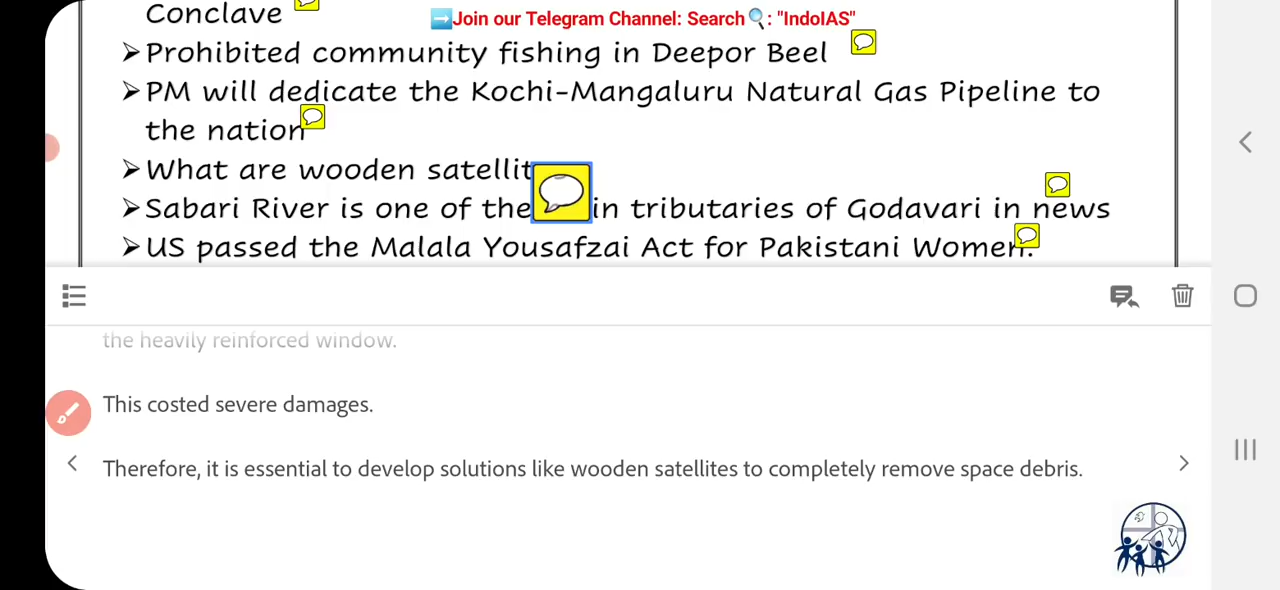 Conclave
➡Join our Telegram Channel: Search🔍: "IndoIAS"
➢Prohibited community fishing in Deepor Beel
➢PM will dedicate the Kochi-Mangaluru Natural Gas Pipeline to
the nation
➢What are wooden satellit
➢Sabari River is one of the in tributaries of Godavari in news
➢US passed the Malala Yousafzai Act for Pakistani Women.
the heavily reinforced window.
This costed severe damages.
Therefore, it is essential to develop solutions like wooden satellites to completely remove space debris.